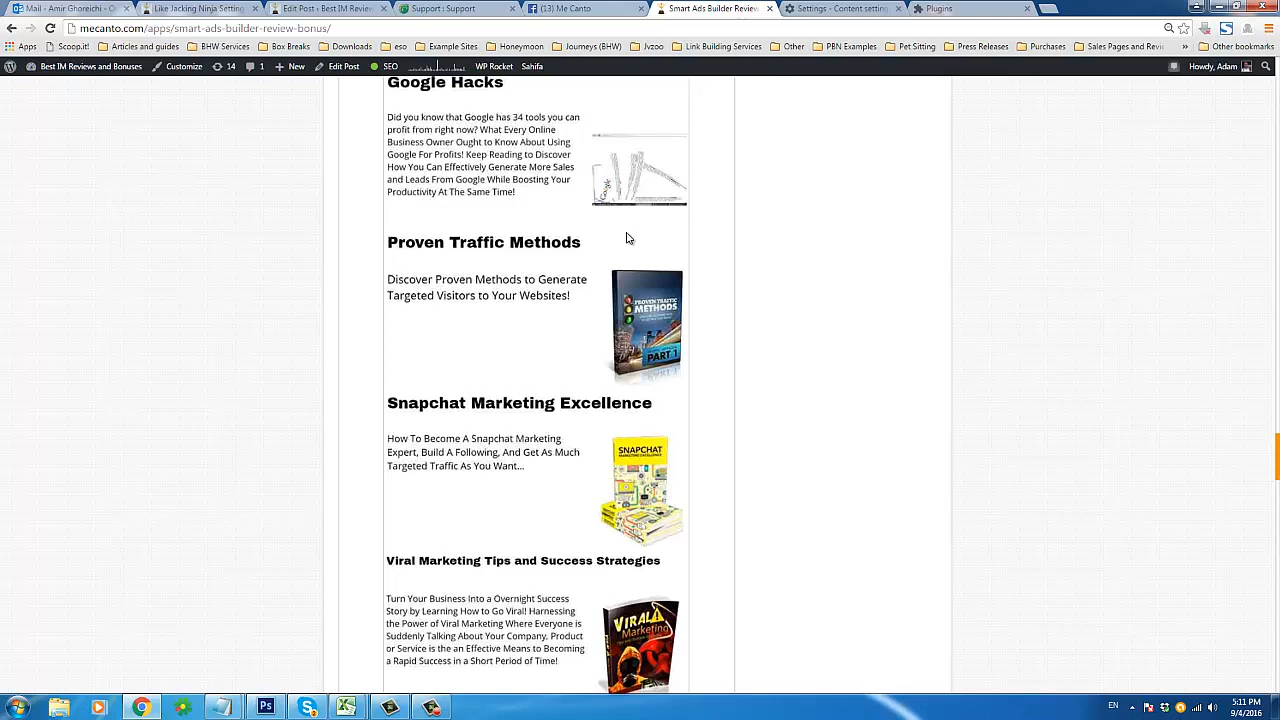 Mail - Amir Ghoreichi - O
Like Jacking Ninja Setting
Edit Post ‹ Best IM Review
Support : Support
(13) Me Canto
Smart Ads Builder Review
Settings - Content setting
Plugins
mecanto.com/apps/smart-ads-builder-review-bonus/
Apps
Scoop.it!
Articles and guides
BHW Services
Box Breaks
Downloads
eso
Example Sites
Honeymoon
Journeys (BHW)
Jvzoo
Link Building Services
Other
PBN Examples
Pet Sitting
Press Releases
Purchases
Sales Pages and Revi
»
Other bookmarks
Best IM Reviews and Bonuses
Customize
14
1
New
Edit Post
SEO
WP Rocket
Sahifa
Howdy, Adam
Google Hacks
Did you know that Google has 34 tools you can
profit from right now? What Every Online
Business Owner Ought to Know About Using
Google For Profits! Keep Reading to Discover
How You Can Effectively Generate More Sales
and Leads From Google While Boosting Your
Productivity At The Same Time!
Google
Proven Traffic Methods
Discover Proven Methods to Generate
Targeted Visitors to Your Websites!
PROVEN TRAFFIC
METHODS
PART 1
Snapchat Marketing Excellence
How To Become A Snapchat Marketing
Expert, Build A Following, And Get As Much
Targeted Traffic As You Want...
SNAPCHAT
MARKETING EXCELLENCE
Viral Marketing Tips and Success Strategies
Turn Your Business Into a Overnight Success
Story by Learning How to Go Viral! Harnessing
the Power of Viral Marketing Where Everyone is
Suddenly Talking About Your Company, Product
or Service is the an Effective Means to Becoming
a Rapid Success in a Short Period of Time!
VIRAL
Marketing
EN
5:11 PM
9/4/2016